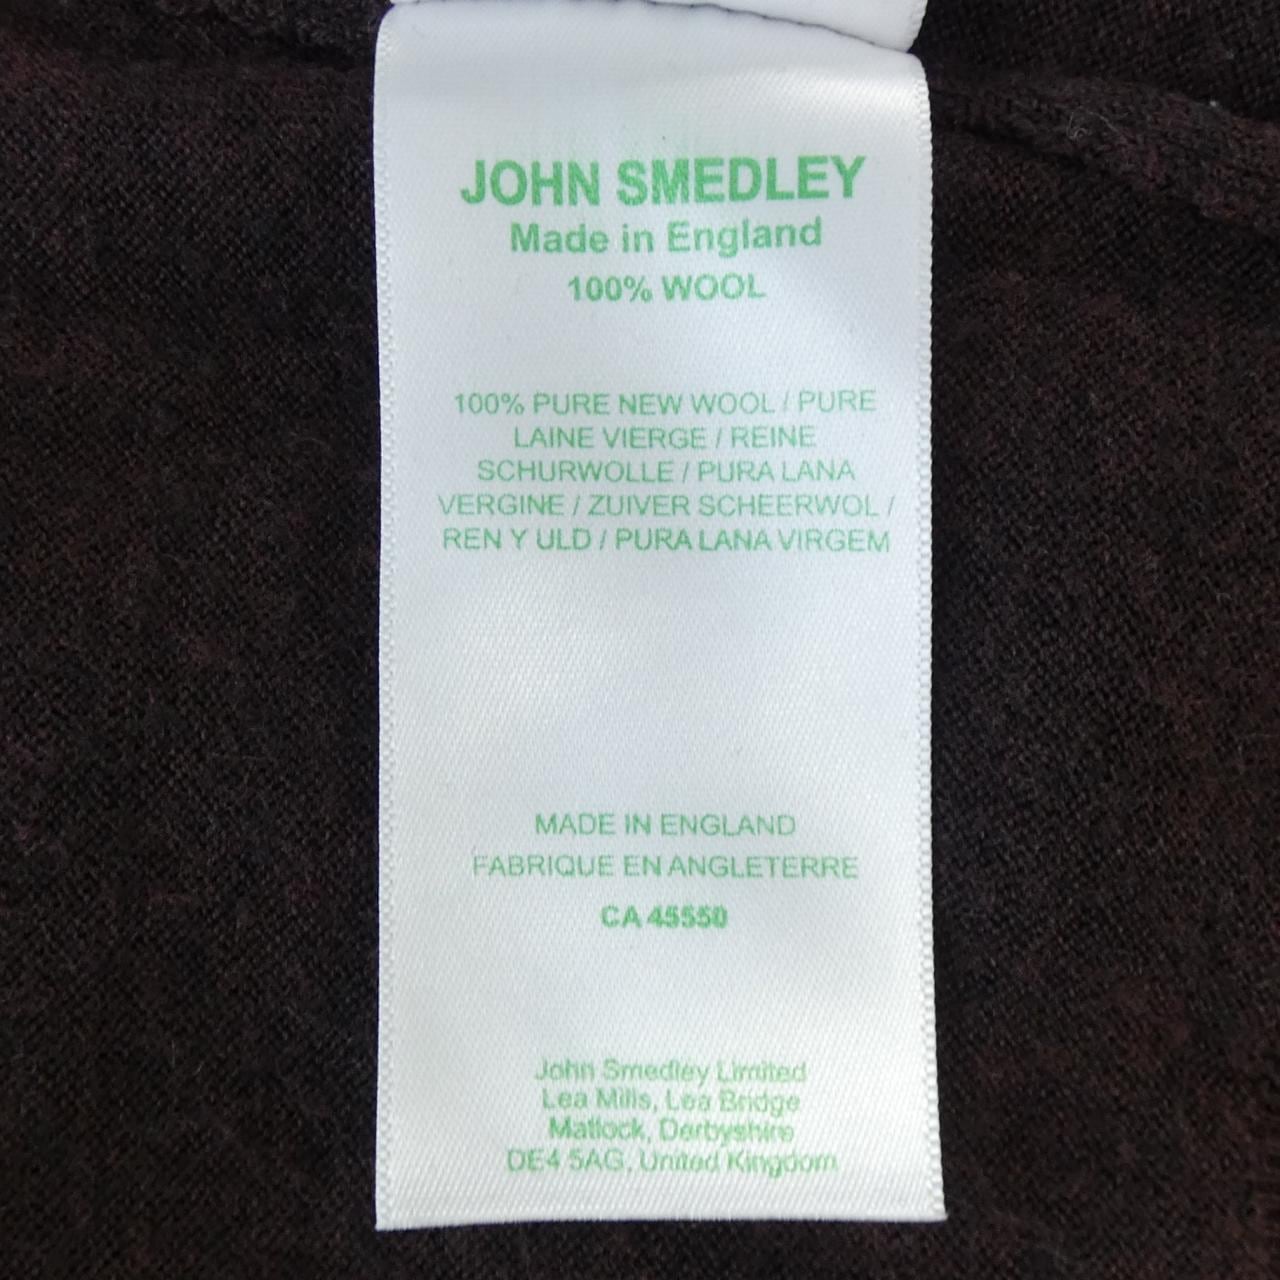 JOHN SMEDLEY
Made in England
100% WOOL
100% PURE NEW WOOL / PURE
LAINE VIERGE / REINE
SCHURWOLLE / PURA LANA
VERGINE / ZUIVER SCHEERWOL /
REN Y ULD / PURA LANA VIRGEM
MADE IN ENGLAND
FABRIQUE EN ANGLETERRE
CA 45550
John Smedley Limited
Lea Mills, Lea Bridge
Matlock, Derbyshire
DE4 5AG, United Kingdom